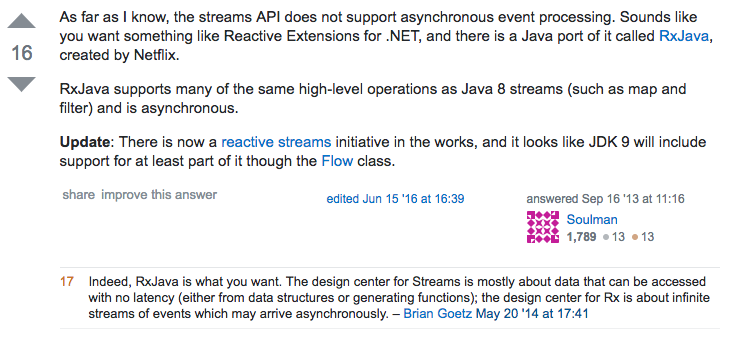 As far as I know, the streams API does not support asynchronous event processing. Sounds like
you want something like Reactive Extensions for .NET, and there is a Java port of it called RxJava,
created by Netflix.
16
RxJava supports many of the same high-level operations as Java 8 streams (such as map and
filter) and is asynchronous.
Update: There is now a reactive streams initiative in the works, and it looks like JDK 9 will include
support for at least part of it though the Flow class.
share improve this answer
edited Jun 15 '16 at 16:39
answered Sep 16 '13 at 11:16
Soulman
1,789 13 13
17 Indeed, RxJava is what you want. The design center for Streams is mostly about data that can be accessed
with no latency (either from data structures or generating functions); the design center for Rx is about infinite
streams of events which may arrive asynchronously. – Brian Goetz May 20 '14 at 17:41